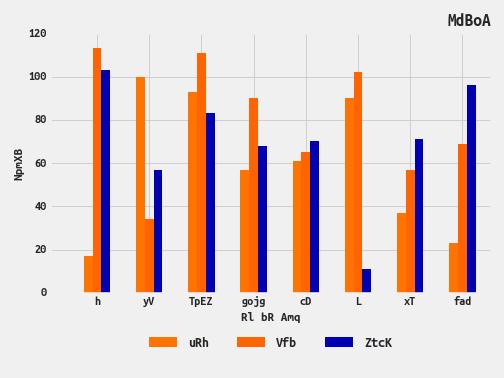 MdBoA
120
100
80
60
40
20
0
NpmXB
h yV TpEZ gojg cD L xT fad
Rl bR Amq
uRh Vfb ZtcK